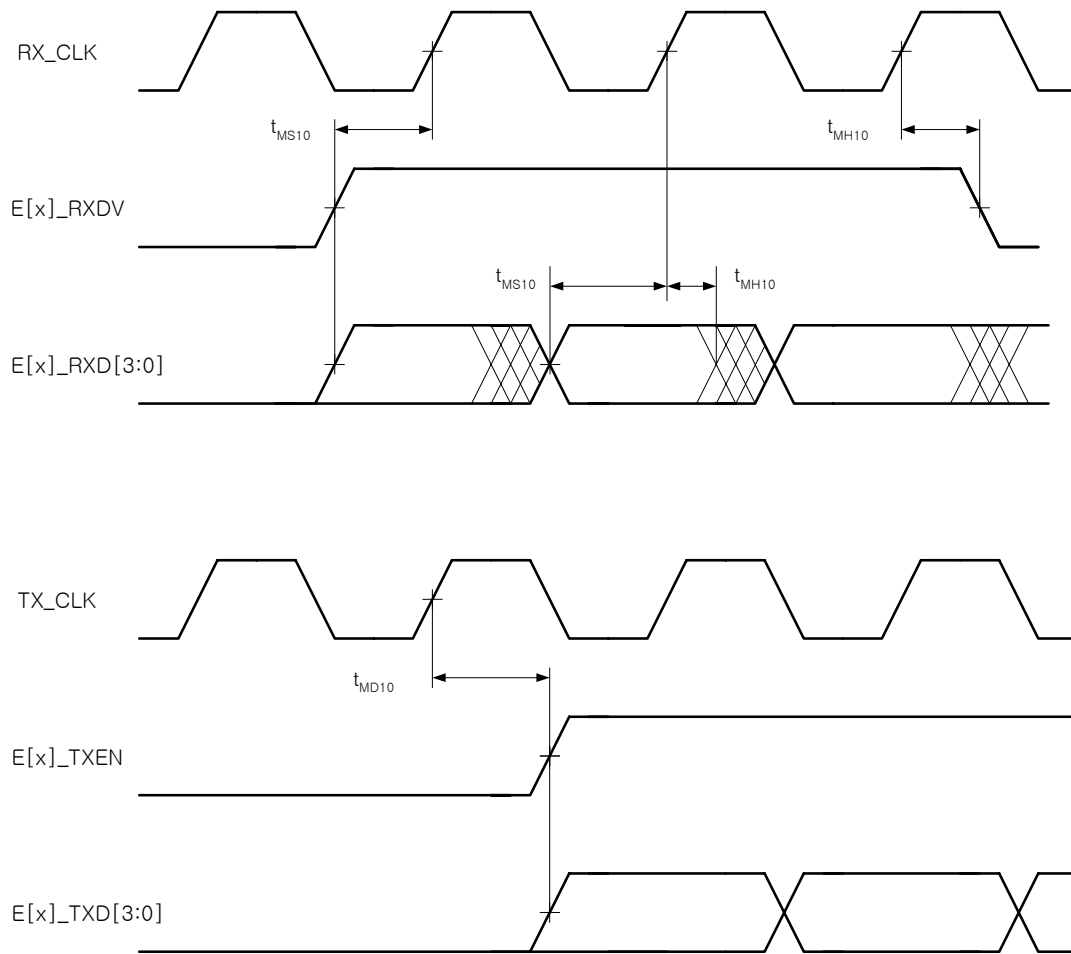 RX_CLK
tMS10
tMH10
E[x]_RXDV
tMS10
tMH10
E[x]_RXD[3:0]
TX_CLK
tMD10
E[x]_TXEN
E[x]_TXD[3:0]